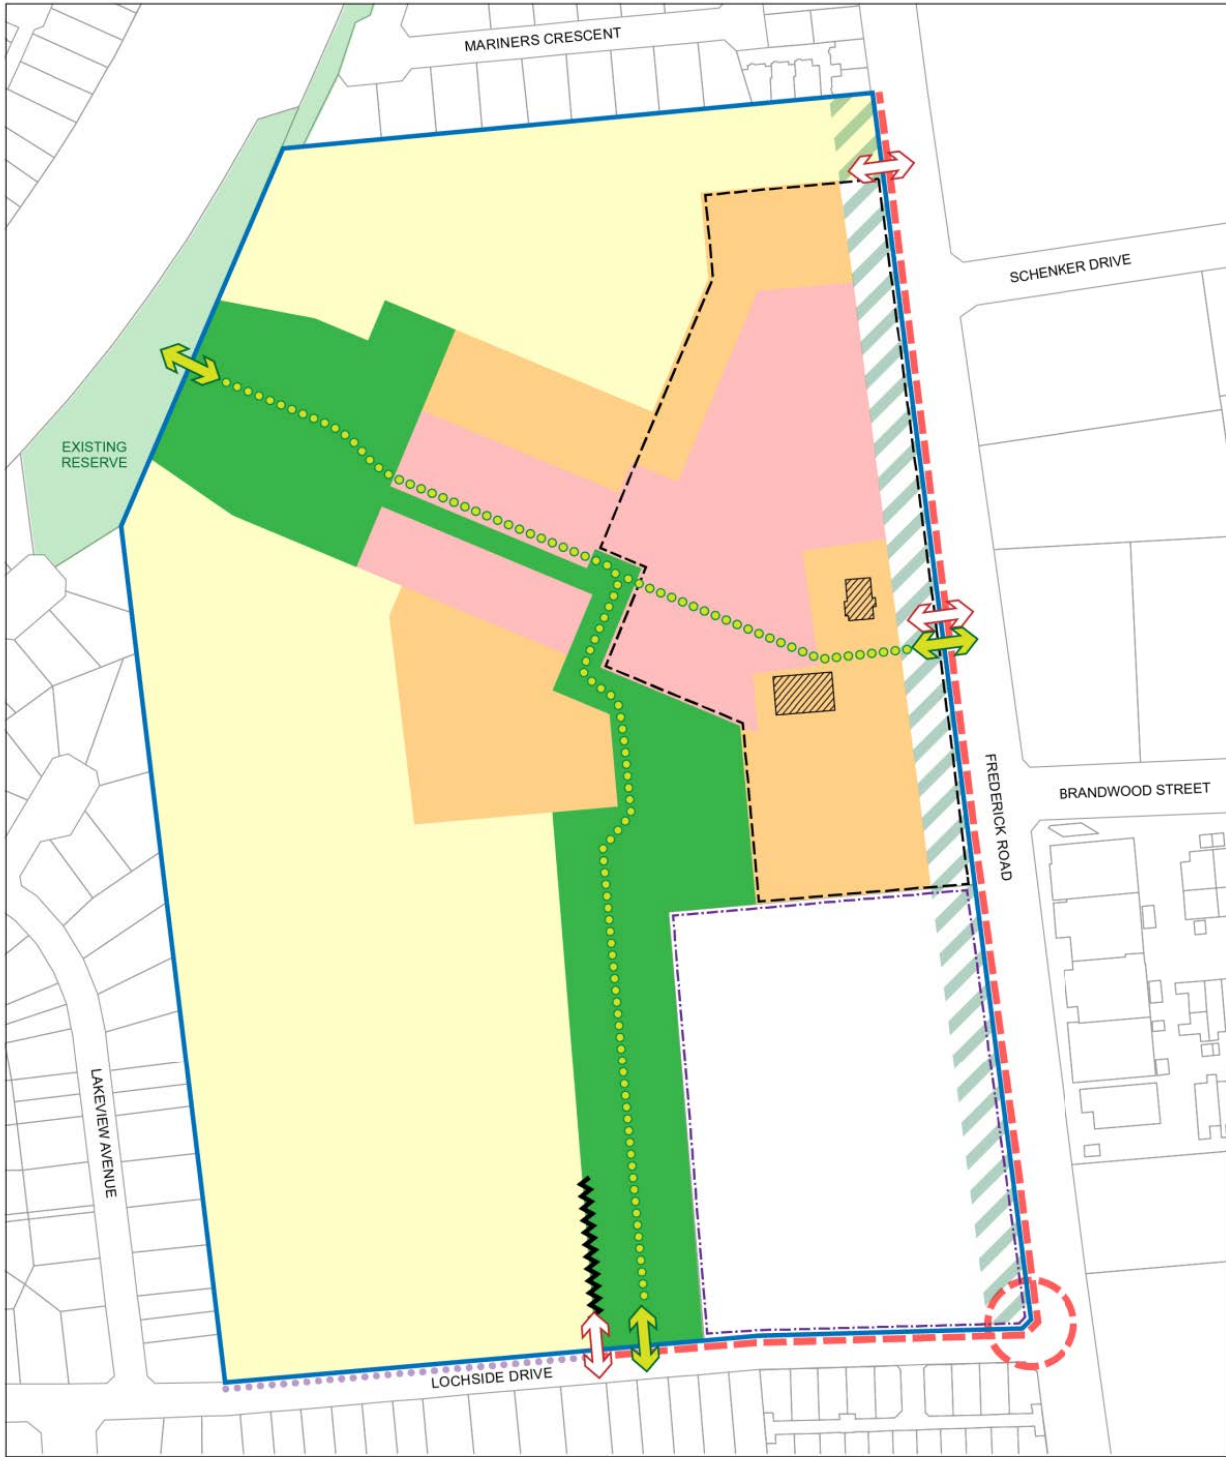 MARINERS CRESCENT
SCHENKER DRIVE
EXISTING
RESERVE
FREDERICK ROAD
BRANDWOOD STREET
LAKEVIEW AVENUE
LOCHSIDE DRIVE